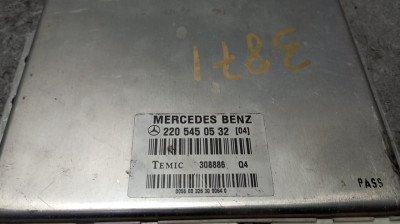 3871
MERCEDES BENZ
220 545 05 32 [04]
TEMIC 308886 Q4
PASS